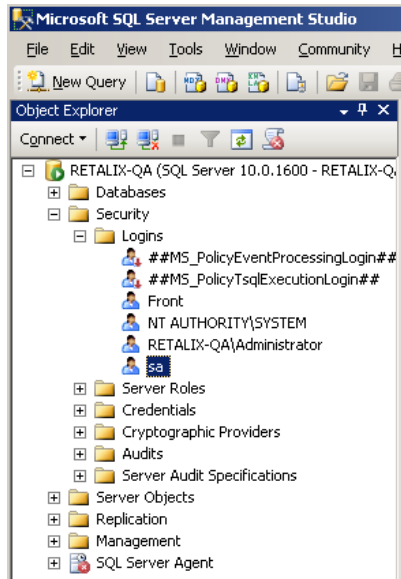 Microsoft SQL Server Management Studio
File Edit View Tools Window Community H
New Query
Object Explorer
Connect
RETALIX-QA (SQL Server 10.0.1600 - RETALIX-Q
Databases
Security
Logins
##MS_PolicyEventProcessingLogin##
##MS_PolicyTsqlExecutionLogin##
Front
NT AUTHORITY\SYSTEM
RETALIX-QA\Administrator
sa
Server Roles
Credentials
Cryptographic Providers
Audits
Server Audit Specifications
Server Objects
Replication
Management
SQL Server Agent